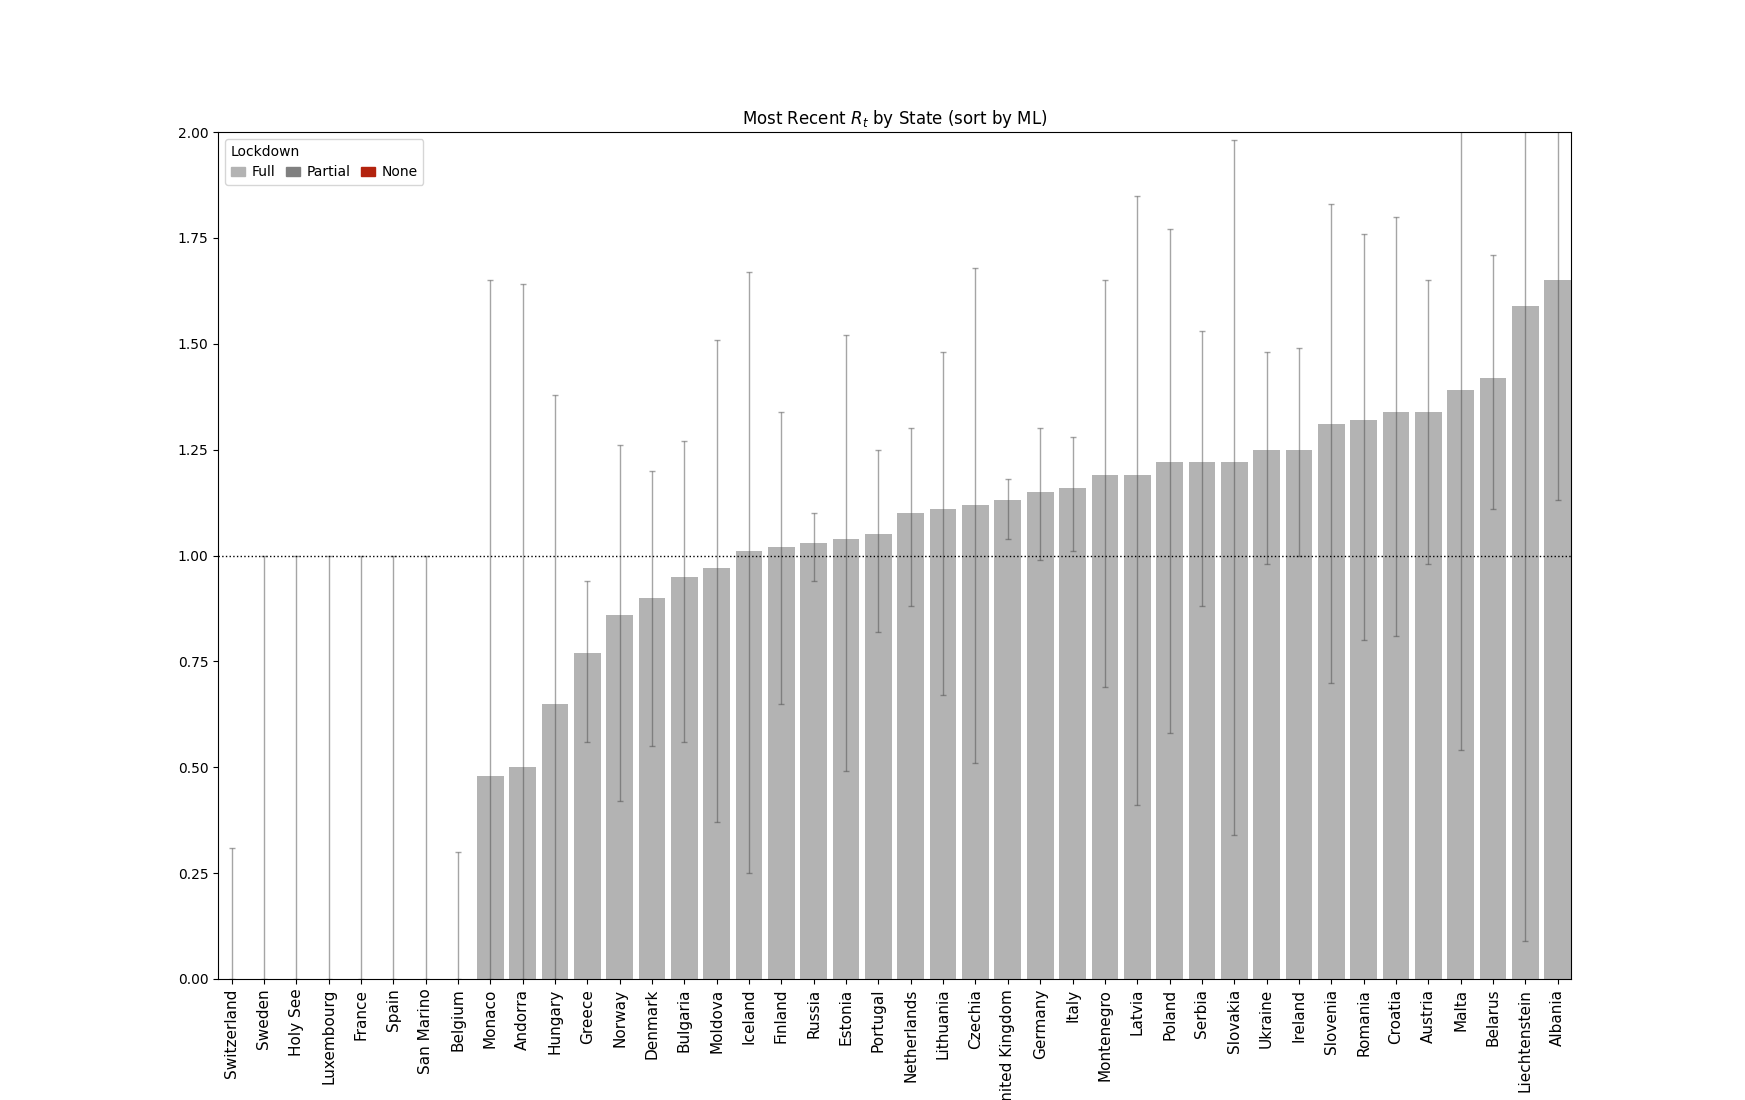 Most Recent Rt by State (sort by ML)
Lockdown
Full Partial None
2.00
1.75
1.50
1.25
1.00
0.75
0.50
0.25
0.00
Switzerland
Sweden
Holy See
Luxembourg
France
Spain
San Marino
Belgium
Monaco
Andorra
Hungary
Greece
Norway
Denmark
Bulgaria
Moldova
Iceland
Finland
Russia
Estonia
Portugal
Netherlands
Lithuania
Czechia
nited Kingdom
Germany
Italy
Montenegro
Latvia
Poland
Serbia
Slovakia
Ukraine
Ireland
Slovenia
Romania
Croatia
Austria
Malta
Belarus
Liechtenstein
Albania